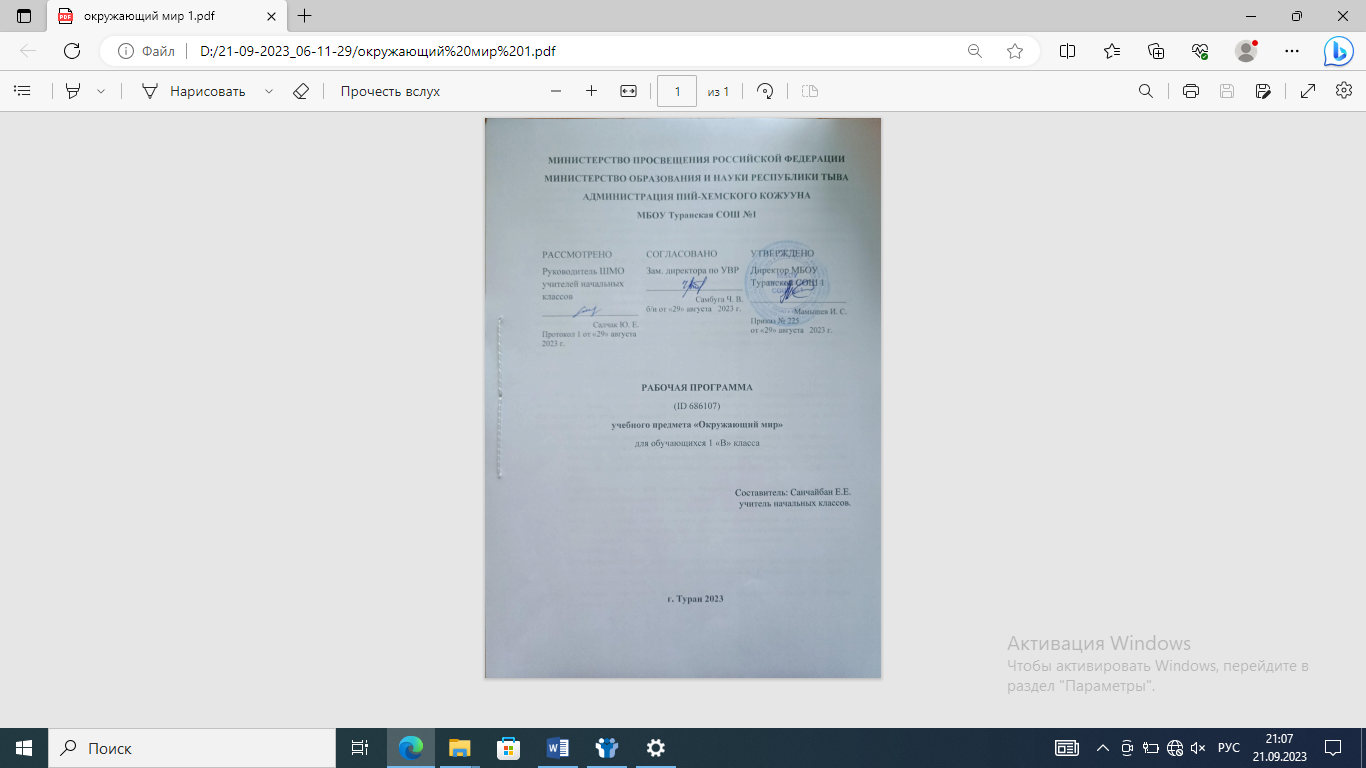 окружающий мир 1.pdf
Файл
D:/21-09-2023_06-11-29/окружающий%20мир%201.pdf
Нарисовать
Прочесть вслух
1
из 1
МИНИСТЕРСТВО ПРОСВЕЩЕНИЯ РОССИЙСКОЙ ФЕДЕРАЦИИ
МИНИСТЕРСТВО ОБРАЗОВАНИЯ И НАУКИ РЕСПУБЛИКИ ТЫВА
АДМИНИСТРАЦИЯ ПИЙ-ХЕМСКОГО КОЖУУНА
МБОУ Туранская СОШ №1
РАССМОТРЕНО
Руководитель ШМО
учителей начальных
классов
Салчак Ю. Е.
Протокол 1 от «29» августа
2023 г.
СОГЛАСОВАНО
Зам. директора по УВР
Самбуга Ч. В.
б/н от «29» августа 2023 г.
УТВЕРЖДЕНО
Директор МБОУ
Туранской СОШ 1
Мамышев И. С.
Приказ № 225
от «29» августа 2023 г.
РАБОЧАЯ ПРОГРАММА
(ID 686107)
учебного предмета «Окружающий мир»
для обучающихся 1 «В» класса
Составитель: Санчайбан Е.Е.
учитель начальных классов.
г. Туран 2023
Активация Windows
Чтобы активировать Windows, перейдите в
раздел "Параметры".
Поиск
РУС
21:07
21.09.2023